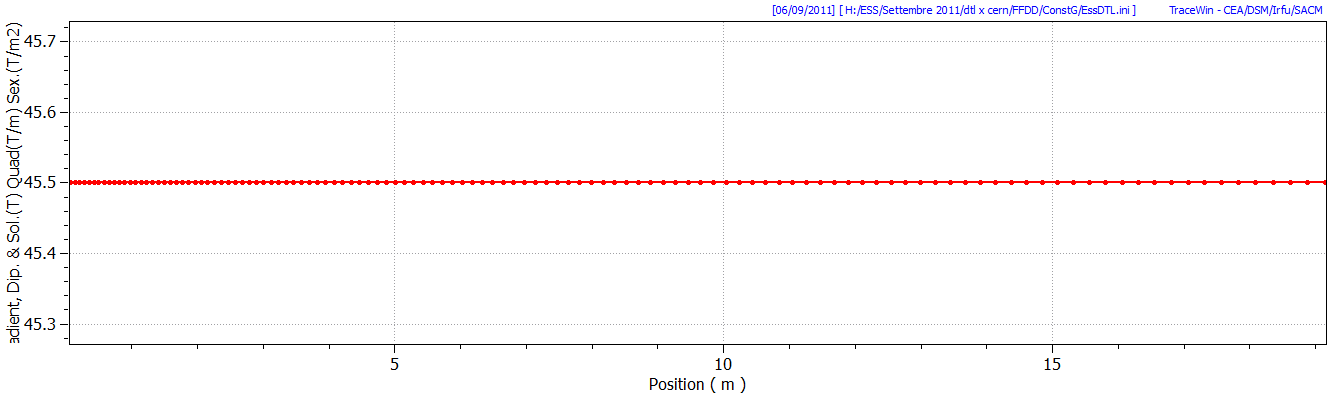 [06/09/2011] [ H:/ESS/Settembre 2011/dtl x cern/FFDD/ConstG/EssDTL.ini ] TraceWin - CEA/DSM/Irfu/SACM
adient, Dip. & Sol.(T) Quad(T/m) Sex.(T/m2)
45.7
45.6
45.5
45.4
45.3
5 10 15
Position ( m )